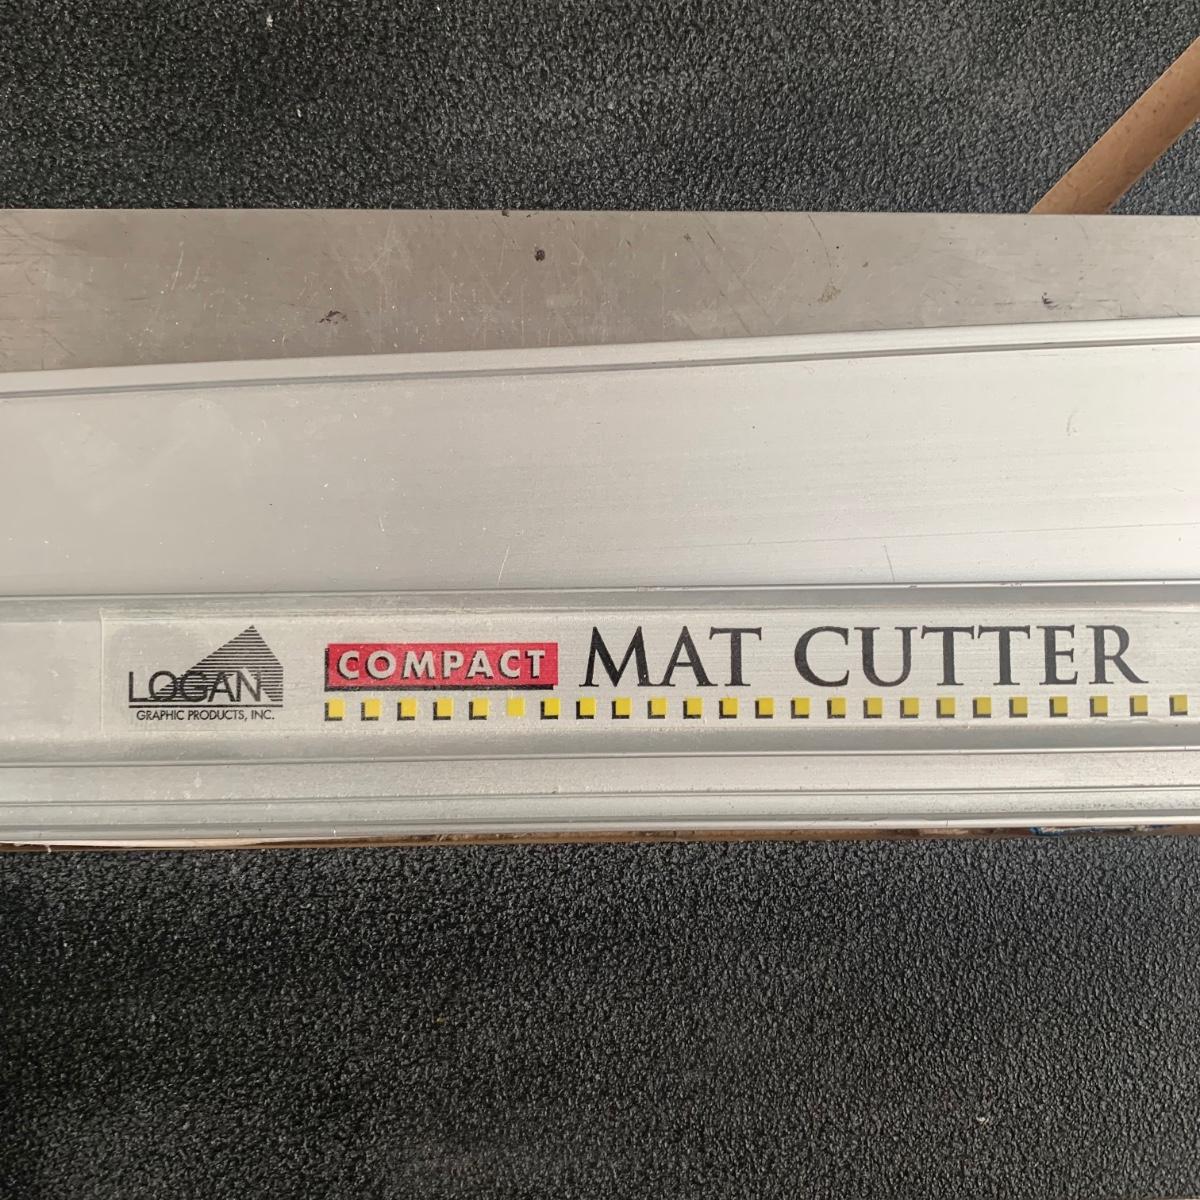 LOGAN
GRAPHIC PRODUCTS, INC.
COMPACT MAT CUTTER